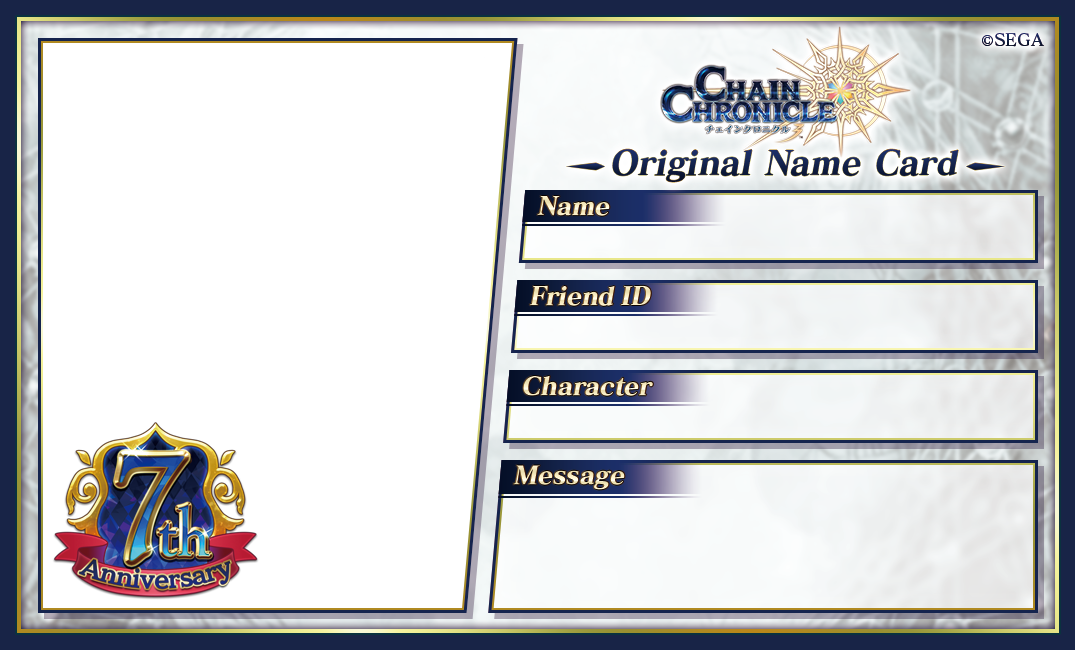 ©SEGA
CHAIN
CHRONICLE
チェインクロニクル3
Original Name Card
Name
Friend ID
Character
Message
7th
Anniversary